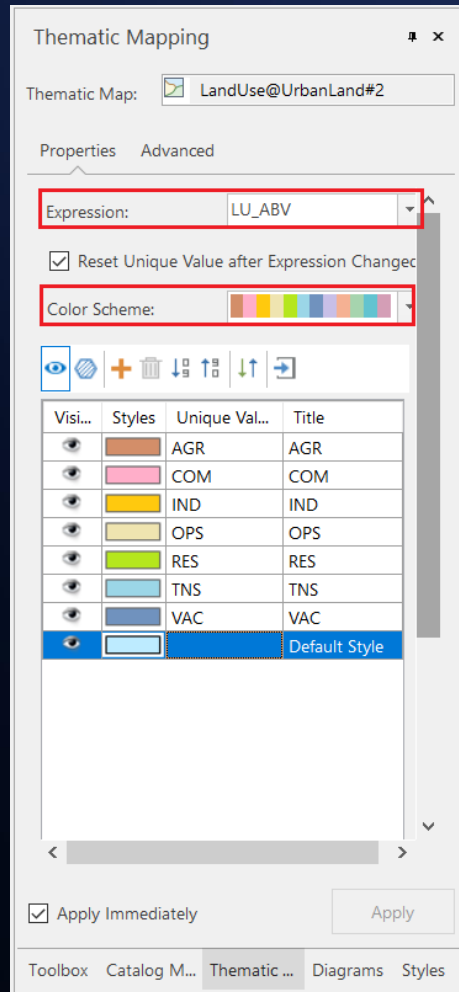 Thematic Mapping
Thematic Map: LandUse@UrbanLand#2
Properties Advanced
Expression: LU_ABV
Reset Unique Value after Expression Changed
Color Scheme:
Visi... Styles Unique Val... Title
AGR AGR
COM COM
IND IND
OPS OPS
RES RES
TNS TNS
VAC VAC
Default Style
Apply Immediately Apply
Toolbox Catalog M... Thematic ... Diagrams Styles